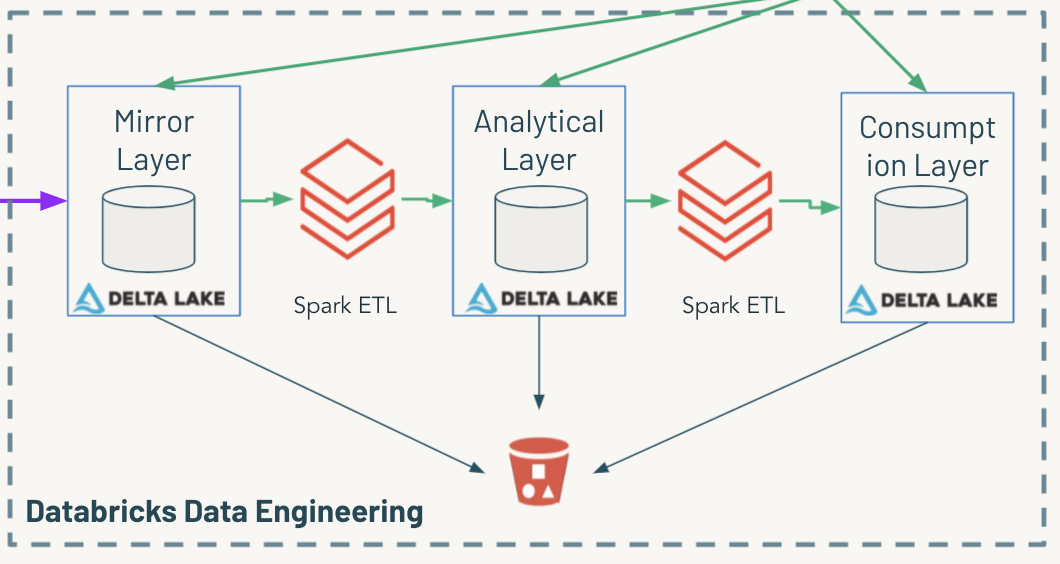 Mirror
Layer
DELTA LAKE
Spark ETL
Analytical
Layer
DELTA LAKE
Spark ETL
Consumpt
ion Layer
DELTA LAKE
Databricks Data Engineering